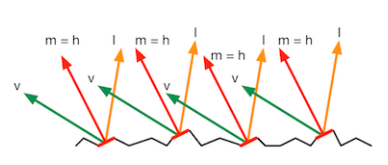 m = h l m = h l m = h l m = h l
v v v v